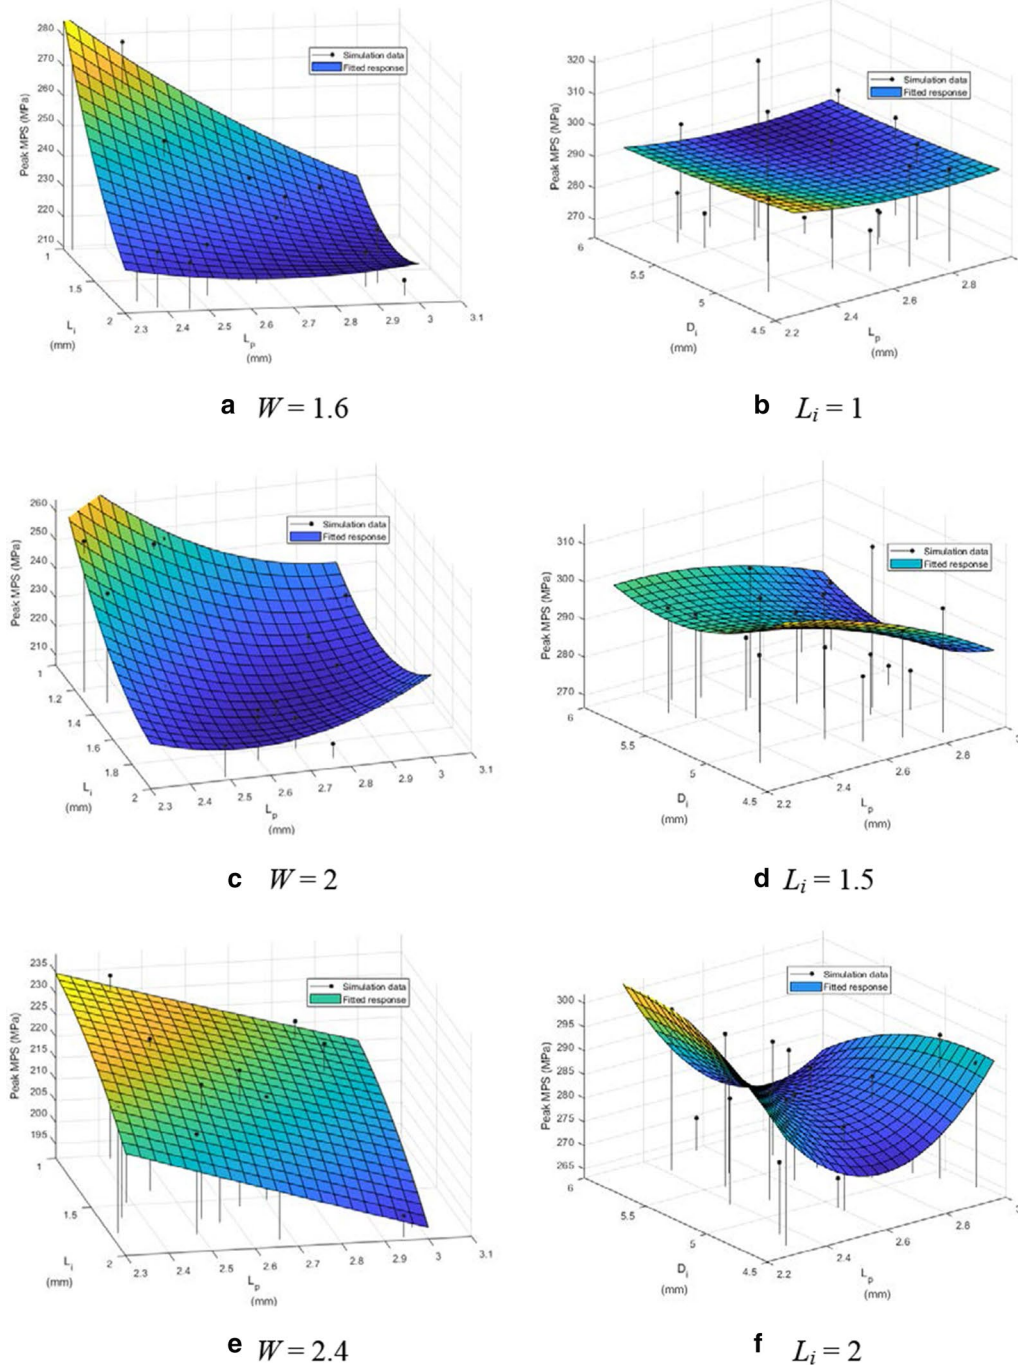 280
270
260
250
240
230
220
210
Peak MPS (MPa)
1
1.5
2
L_i
(mm)
2.3
2.4
2.5
2.6
2.7
2.8
2.9
3
3.1
L_p
(mm)
Simulation data
Fitted response
a W = 1.6
320
310
300
290
280
270
Peak MPS (MPa)
6
5.5
5
4.5
D_i
(mm)
2.2
2.4
2.6
2.8
L_p
(mm)
Simulation data
Fitted response
b L_i = 1
260
250
240
230
220
210
Peak MPS (MPa)
1
1.2
1.4
1.6
1.8
2
L_i
(mm)
2.3
2.4
2.5
2.6
2.7
2.8
2.9
3
3.1
L_p
(mm)
Simulation data
Fitted response
c W = 2
310
300
290
280
270
Peak MPS (MPa)
6
5.5
5
4.5
D_i
(mm)
2.2
2.4
2.6
2.8
L_p
(mm)
Simulation data
Fitted response
d L_i = 1.5
235
230
225
220
215
210
205
200
195
Peak MPS (MPa)
1
1.5
2
L_i
(mm)
2.3
2.4
2.5
2.6
2.7
2.8
2.9
3
3.1
L_p
(mm)
Simulation data
Fitted response
e W = 2.4
300
295
290
285
280
275
270
265
Peak MPS (MPa)
6
5.5
5
4.5
D_i
(mm)
2.2
2.4
2.6
2.8
L_p
(mm)
Simulation data
Fitted response
f L_i = 2